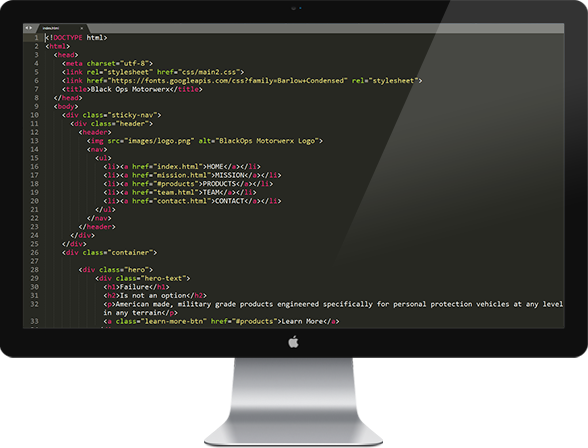 index.html
1 <!DOCTYPE html>
2 <html>
3 <head>
4 <meta charset="utf-8">
5 <link rel="stylesheet" href="css/main2.css">
6 <link href="https://fonts.googleapis.com/css?family=Barlow+Condensed" rel="stylesheet">
7 <title>Black Ops Motorwerx</title>
8 </head>
9 <body>
10 <div class="sticky-nav">
11 <div class="header">
12 <header>
13 <img src="images/logo.png" alt="BlackOps Motorwerx Logo">
14 <nav>
15 <ul>
16 <li><a href="index.html">HOME</a></li>
17 <li><a href="mission.html">MISSION</a></li>
18 <li><a href="#products">PRODUCTS</a></li>
19 <li><a href="team.html">TEAM</a></li>
20 <li><a href="contact.html">CONTACT</a></li>
21 </ul>
22 </nav>
23 </header>
24 </div>
25 </div>
26 <div class="container">
27
28 <div class="hero">
29 <div class="hero-text">
30 <h1>Failure</h1>
31 <h2>Is not an option</h2>
32 <p>American made, military grade products engineered specifically for personal protection vehicles at any level
in any terrain</p>
33 <a class="learn-more-btn" href="#products">Learn More</a>